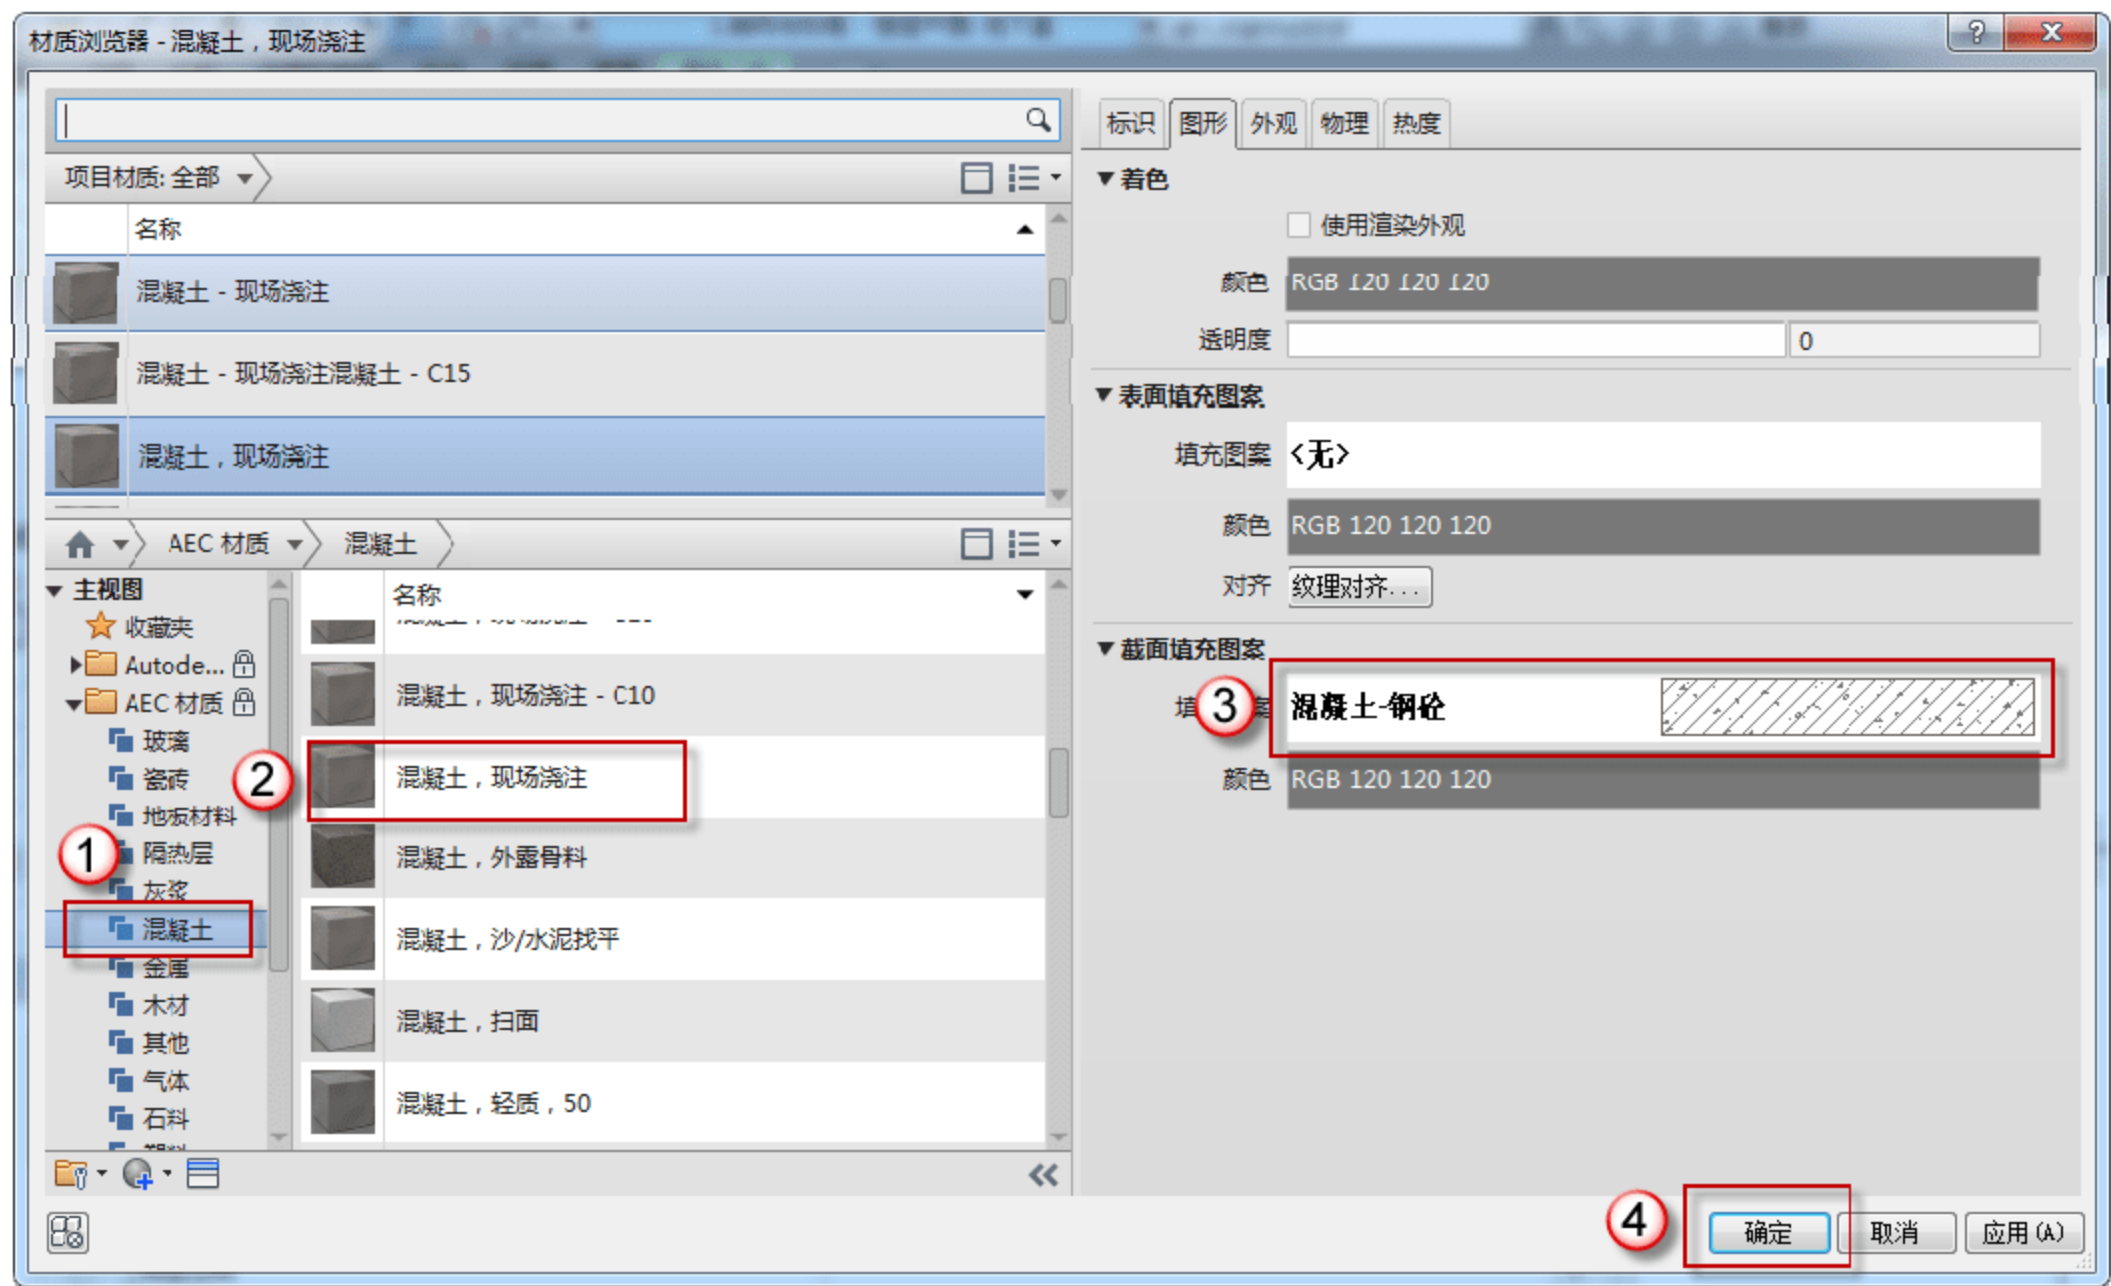 材质浏览器 - 混凝土，现场浇注
?
x
项目材质: 全部
名称
混凝土 - 现场浇注
混凝土 - 现场浇注混凝土 - C15
混凝土，现场浇注
AEC 材质
混凝土
主视图
收藏夹
Autode...
AEC 材质
玻璃
瓷砖
地板材料
隔热层
灰浆
混凝土
金属
木材
其他
气体
石料
名称
混凝土，现场浇注 - C10
混凝土，现场浇注
混凝土，外露骨料
混凝土，沙/水泥找平
混凝土，扫面
混凝土，轻质，50
1
2
标识 图形 外观 物理 热度
着色
使用渲染外观
颜色 RGB 120 120 120
透明度 0
表面填充图案
填充图案 <无>
颜色 RGB 120 120 120
对齐 纹理对齐...
截面填充图案
3 混凝土-钢砼
颜色 RGB 120 120 120
4
确定 取消 应用(A)